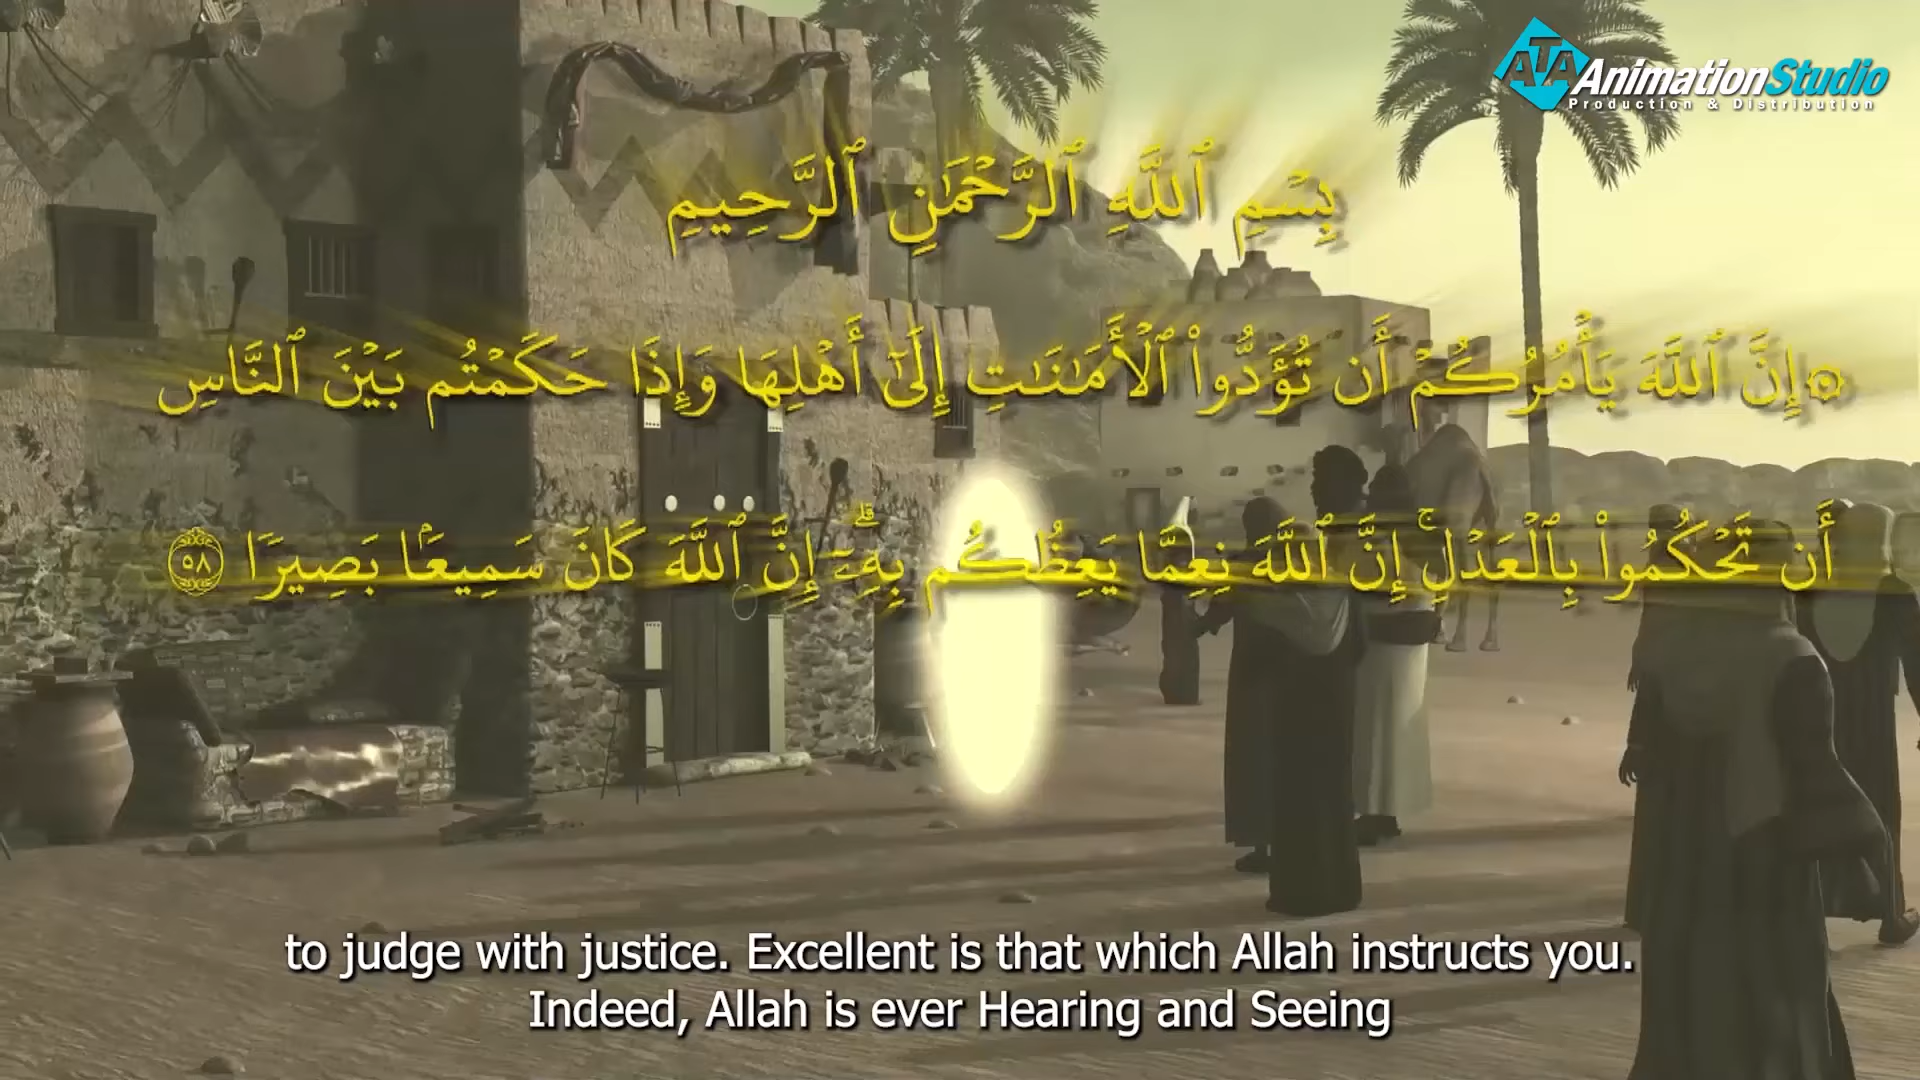 ATA AnimationStudio
Production & Distribution
بِسْمِ ٱللَّهِ ٱلرَّحْمَٰنِ ٱلرَّحِيمِ
۞ إِنَّ ٱللَّهَ يَأْمُرُكُمْ أَن تُؤَدُّوا۟ ٱلْأَمَٰنَٰتِ إِلَىٰٓ أَهْلِهَا وَإِذَا حَكَمْتُم بَيْنَ ٱلنَّاسِ
أَن تَحْكُمُوا۟ بِٱلْعَدْلِ ۚ إِنَّ ٱللَّهَ نِعِمَّا يَعِظُكُم بِهِۦٓ ۗ إِنَّ ٱللَّهَ كَانَ سَمِيعًۢا بَصِيرًا ٥٨
to judge with justice. Excellent is that which Allah instructs you.
Indeed, Allah is ever Hearing and Seeing